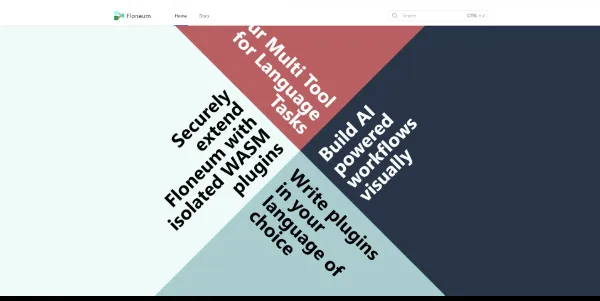 Floneum
Home
Docs
Search
CTRL + /
ur Multi Tool
for Language
Tasks
Securely
extend
Floneum with
isolated WASM
plugins
Build AI
powered
workflows
visually
Write plugins
in your
language of
choice